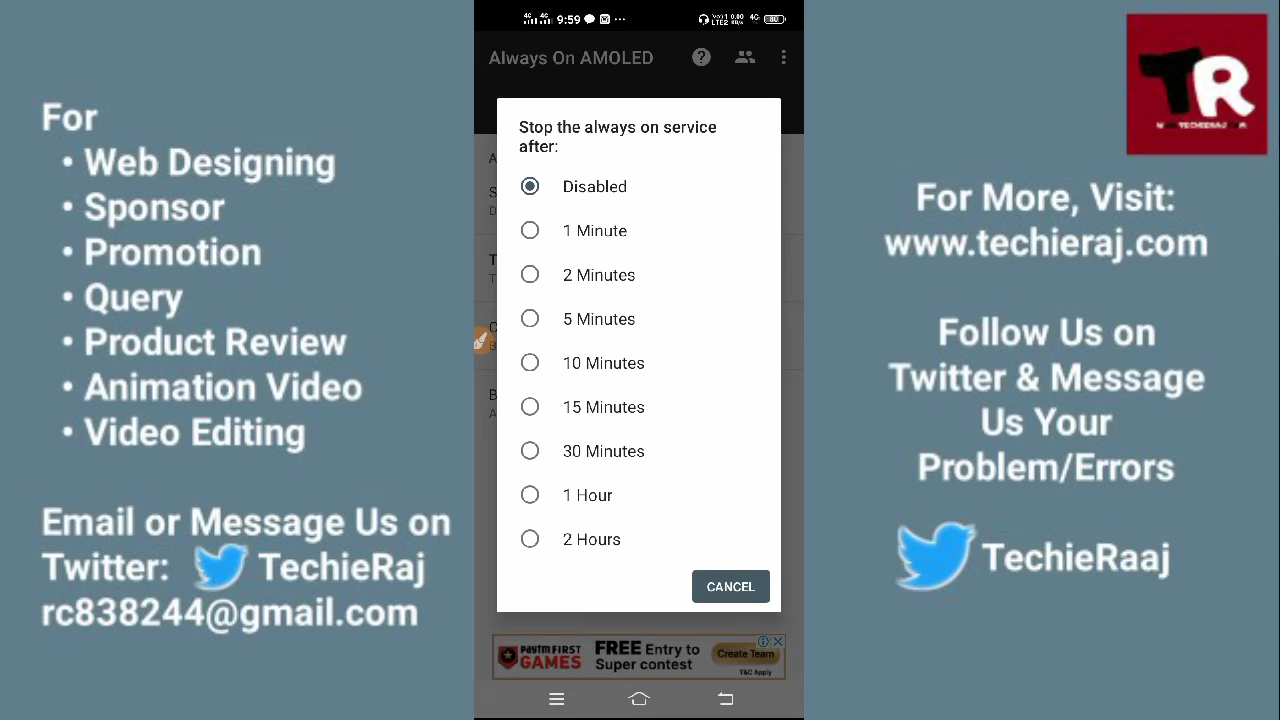 For
• Web Designing
• Sponsor
• Promotion
• Query
• Product Review
• Animation Video
• Video Editing
Email or Message Us on
Twitter: TechieRaj
rc838244@gmail.com
4G 4G 9:59
4G 80
Always On AMOLED
Stop the always on service
after:
Disabled
1 Minute
2 Minutes
5 Minutes
10 Minutes
15 Minutes
30 Minutes
1 Hour
2 Hours
CANCEL
PAYTM FIRST
GAMES
FREE Entry to
Super contest
Create Team
T&C Apply
TR
For More, Visit:
www.techieraj.com
Follow Us on
Twitter & Message
Us Your
Problem/Errors
TechieRaaj